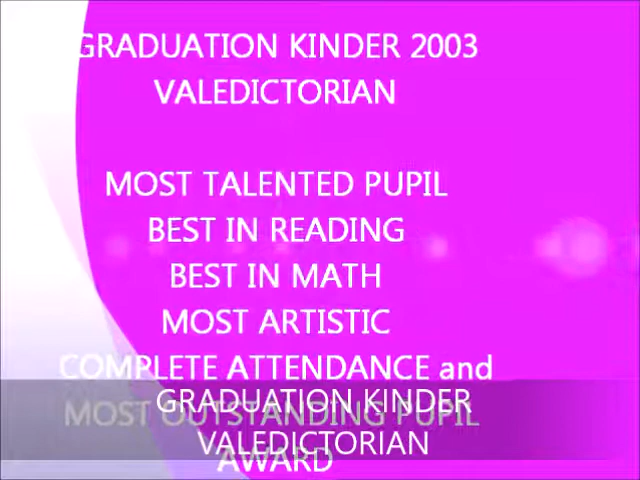 GRADUATION KINDER 2003
VALEDICTORIAN
MOST TALENTED PUPIL
BEST IN READING
BEST IN MATH
MOST ARTISTIC
COMPLETE ATTENDANCE and
MOST OUTSTANDING PUPIL
AWARD
GRADUATION KINDER
VALEDICTORIAN